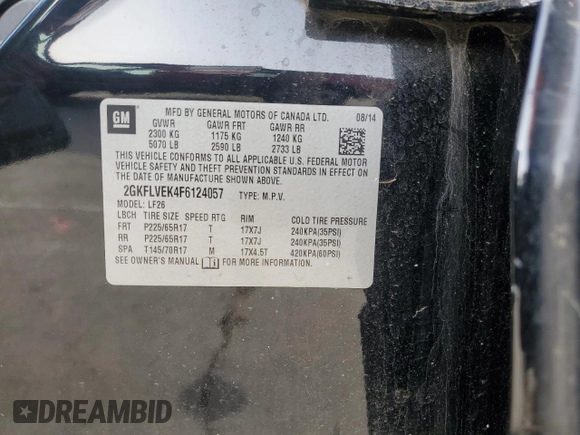 GM
MFD BY GENERAL MOTORS OF CANADA LTD. 08/14
GVWR GAWR FRT GAWR RR
2300 KG 1175 KG 1240 KG
5070 LB 2590 LB 2733 LB
THIS VEHICLE CONFORMS TO ALL APPLICABLE U.S. FEDERAL MOTOR
VEHICLE SAFETY AND THEFT PREVENTION STANDARDS IN EFFECT
ON THE DATE OF MANUFACTURE SHOWN ABOVE.
2GKFLVEK4F6124057 TYPE: M.P.V.
MODEL: LF26
LBCH TIRE SIZE SPEED RTG RIM COLD TIRE PRESSURE
FRT P225/65R17 T 17X7J 240KPA(35PSI)
RR P225/65R17 T 17X7J 240KPA(35PSI)
SPA T145/70R17 M 17X4.5T 420KPA(60PSI)
SEE OWNER'S MANUAL FOR MORE INFORMATION.
DREAMBID